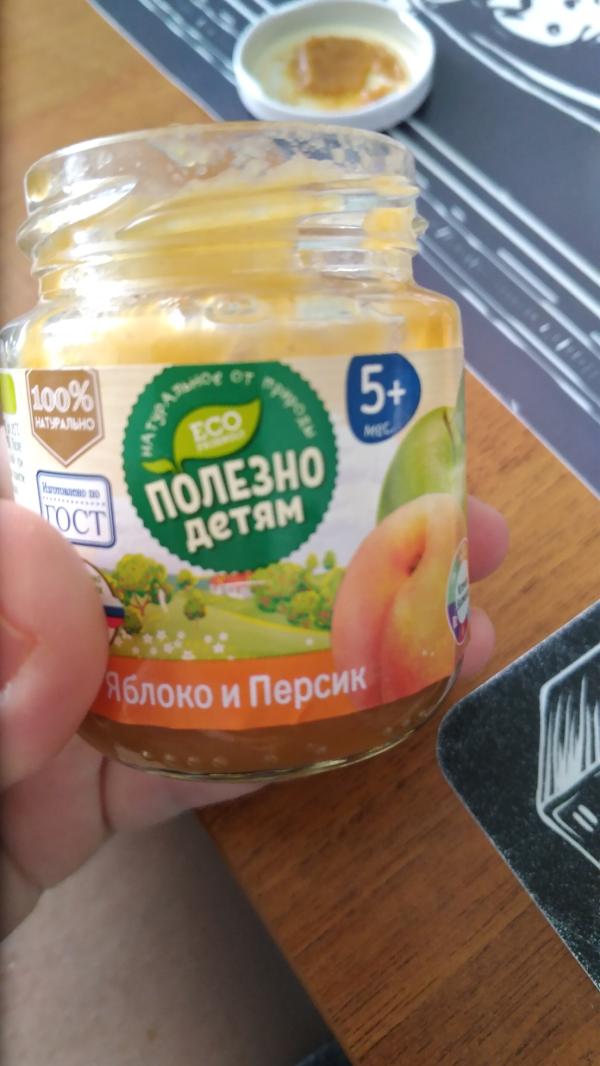 НАТУРАЛЬНОЕ ОТ ПРИРОДЫ
100%
НАТУРАЛЬНО
ECO
5+
мес.
ПОЛЕЗНО
детям
Изготовлено по
ГОСТ
Яблоко и Персик